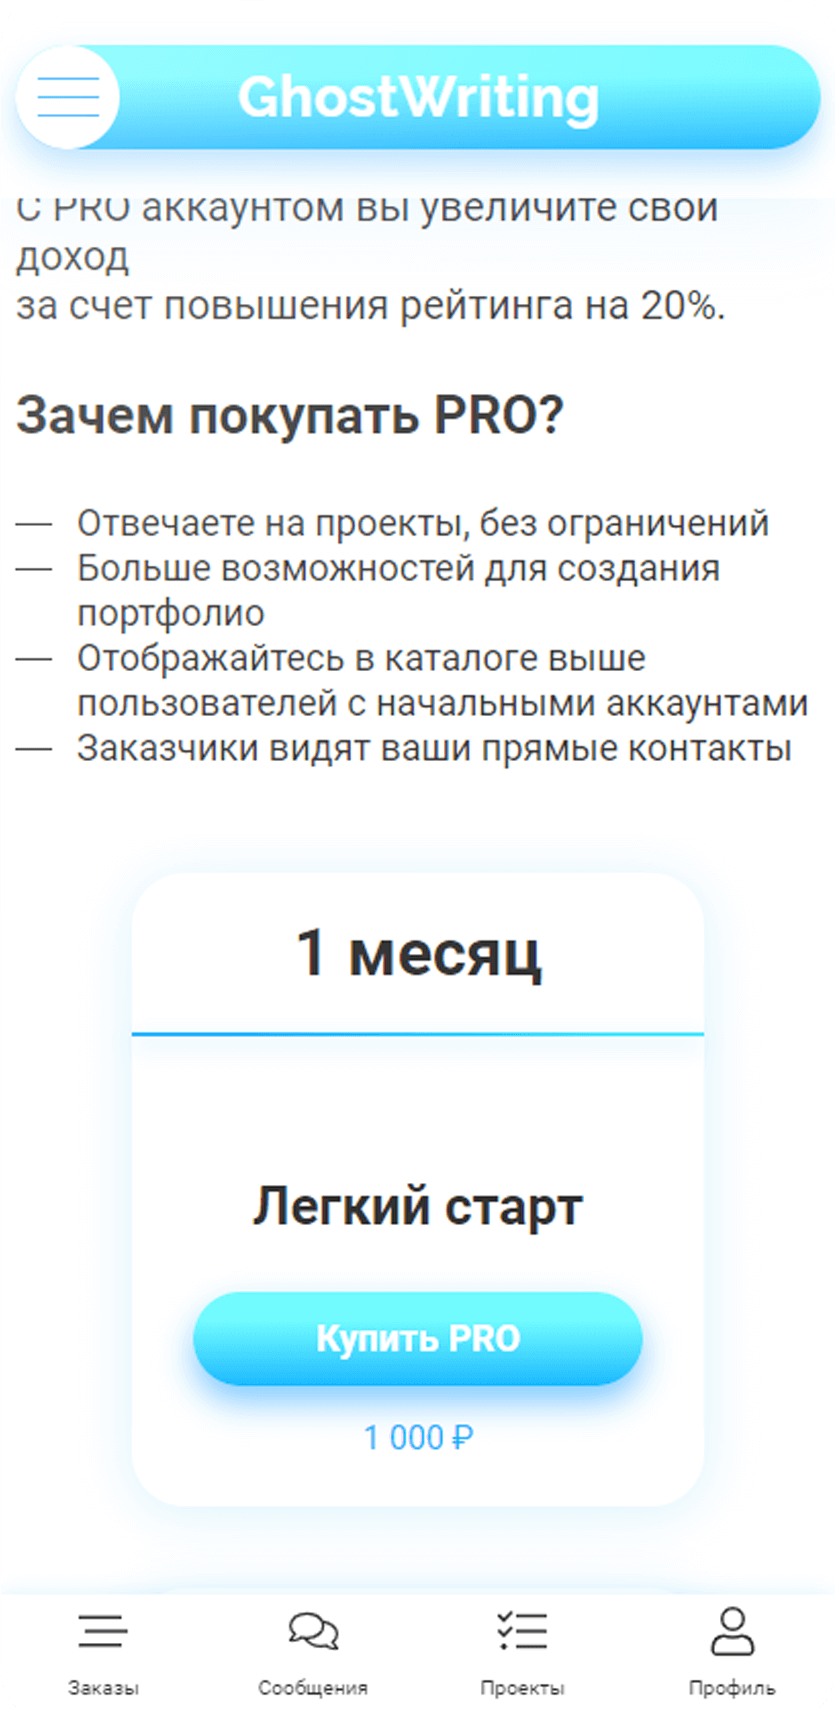 GhostWriting
С PRO аккаунтом вы увеличите свой
доход
за счет повышения рейтинга на 20%.
Зачем покупать PRO?
— Отвечаете на проекты, без ограничений
— Больше возможностей для создания
портфолио
— Отображайтесь в каталоге выше
пользователей с начальными аккаунтами
— Заказчики видят ваши прямые контакты
1 месяц
Легкий старт
Купить PRO
1 000 ₽
Заказы Сообщения Проекты Профиль